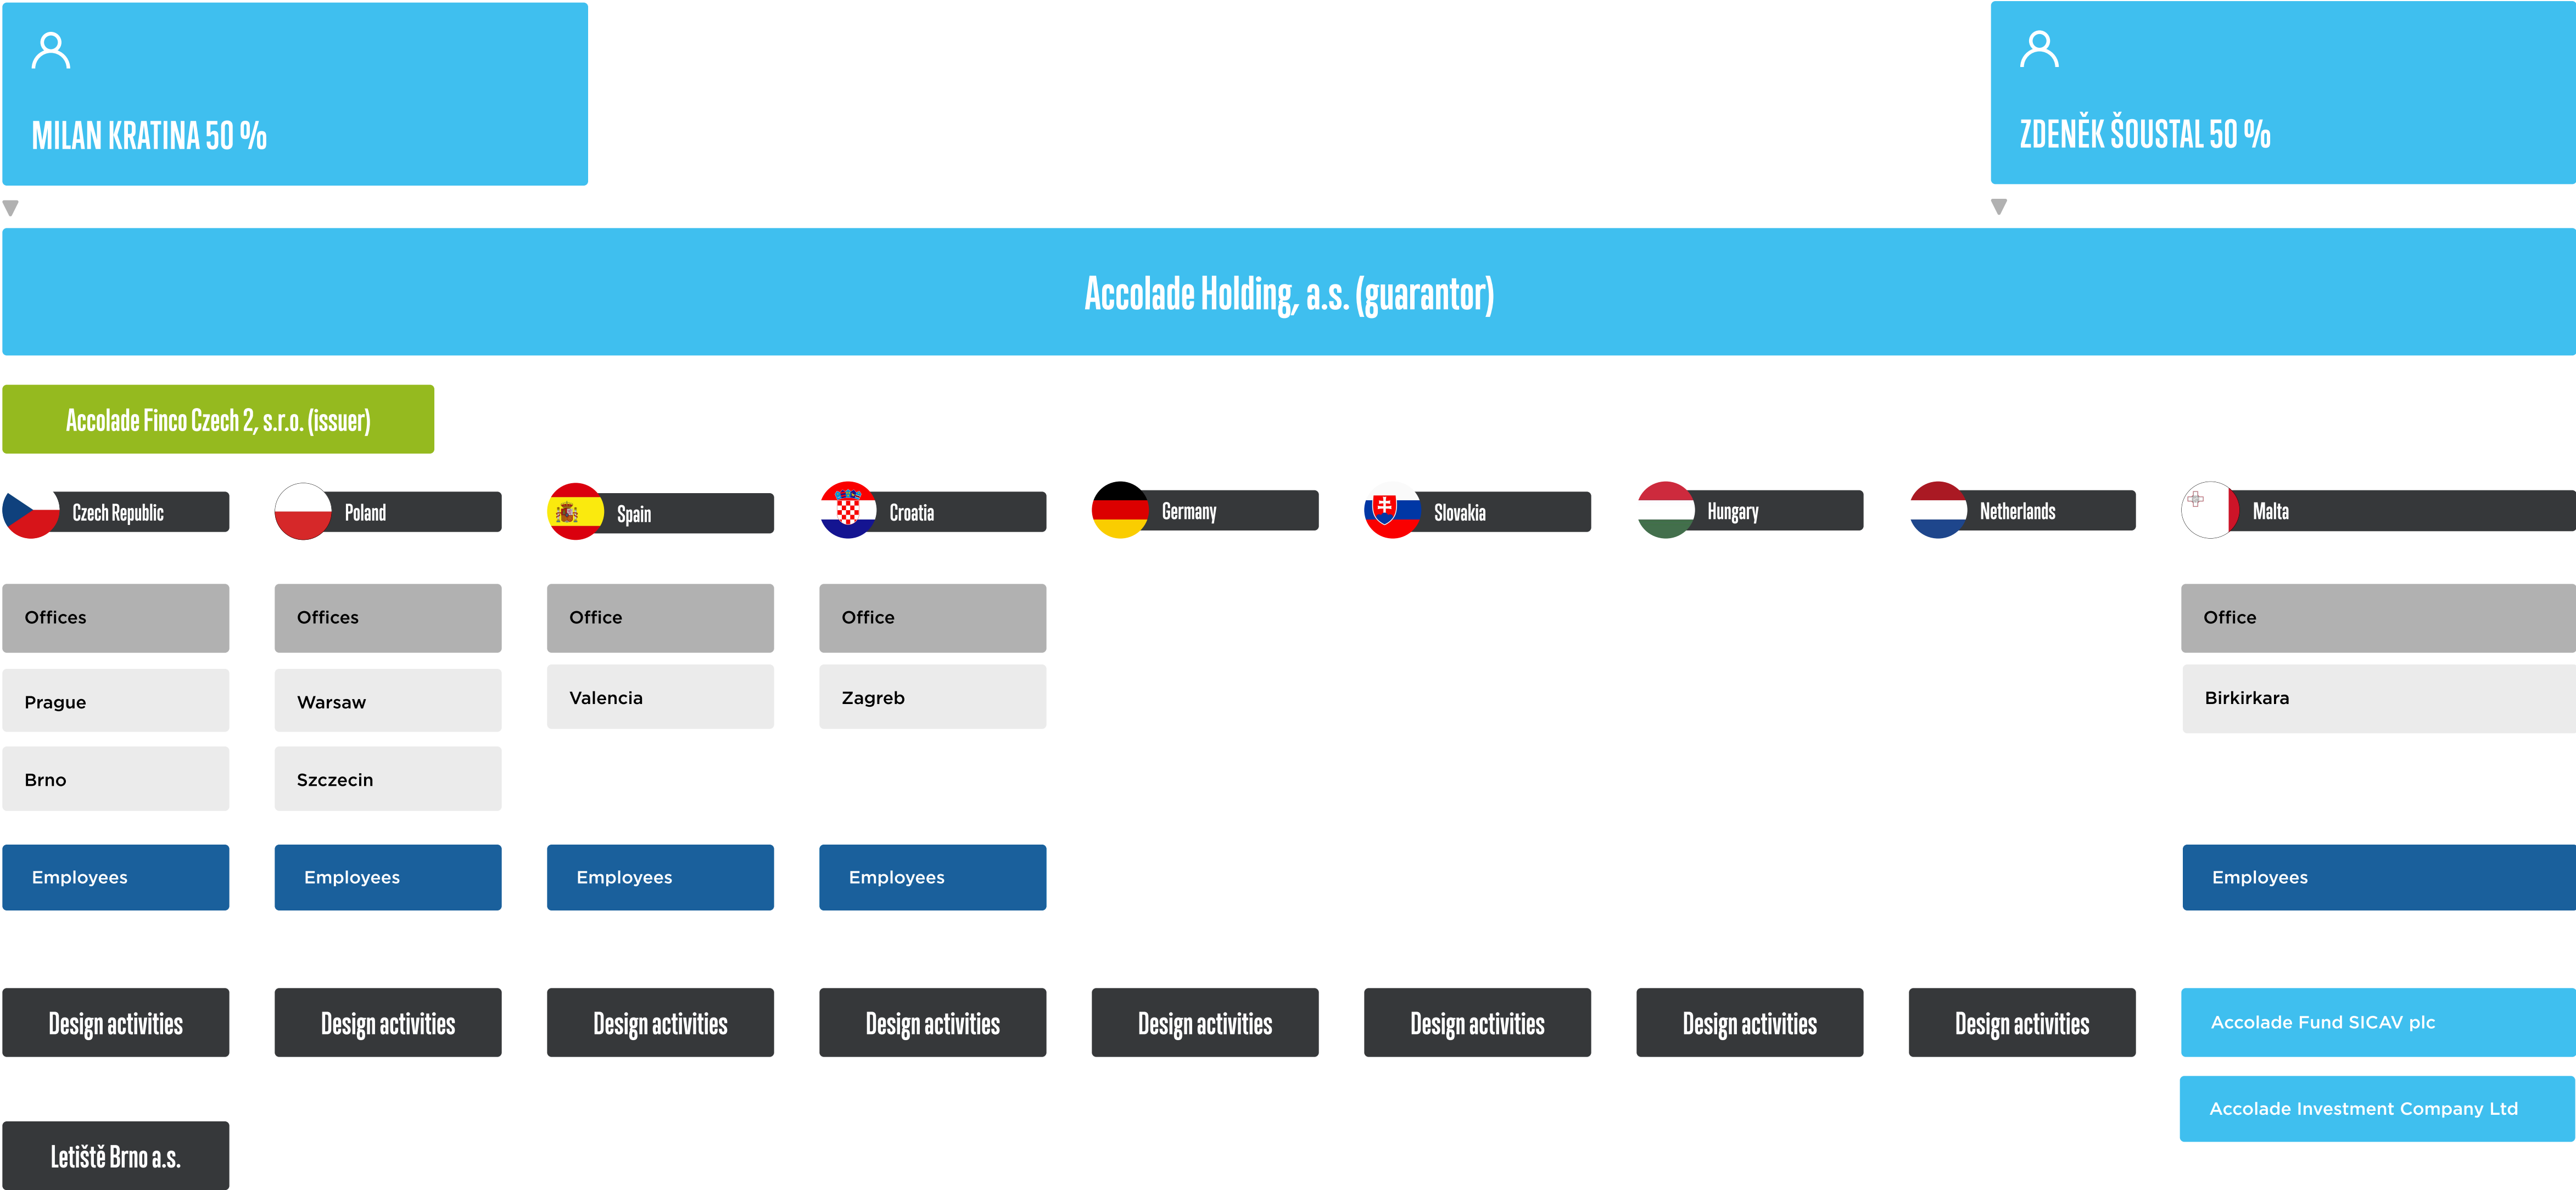 MILAN KRATINA 50 %
ZDENĚK ŠOUSTAL 50 %
Accolade Holding, a.s. (guarantor)
Accolade Finco Czech 2, s.r.o. (issuer)
Czech Republic
Poland
Spain
Croatia
Germany
Slovakia
Hungary
Netherlands
Malta
Offices
Offices
Office
Office
Office
Prague
Warsaw
Valencia
Zagreb
Birkirkara
Brno
Szczecin
Employees
Employees
Employees
Employees
Employees
Design activities
Design activities
Design activities
Design activities
Design activities
Design activities
Design activities
Design activities
Accolade Fund SICAV plc
Accolade Investment Company Ltd
Letiště Brno a.s.